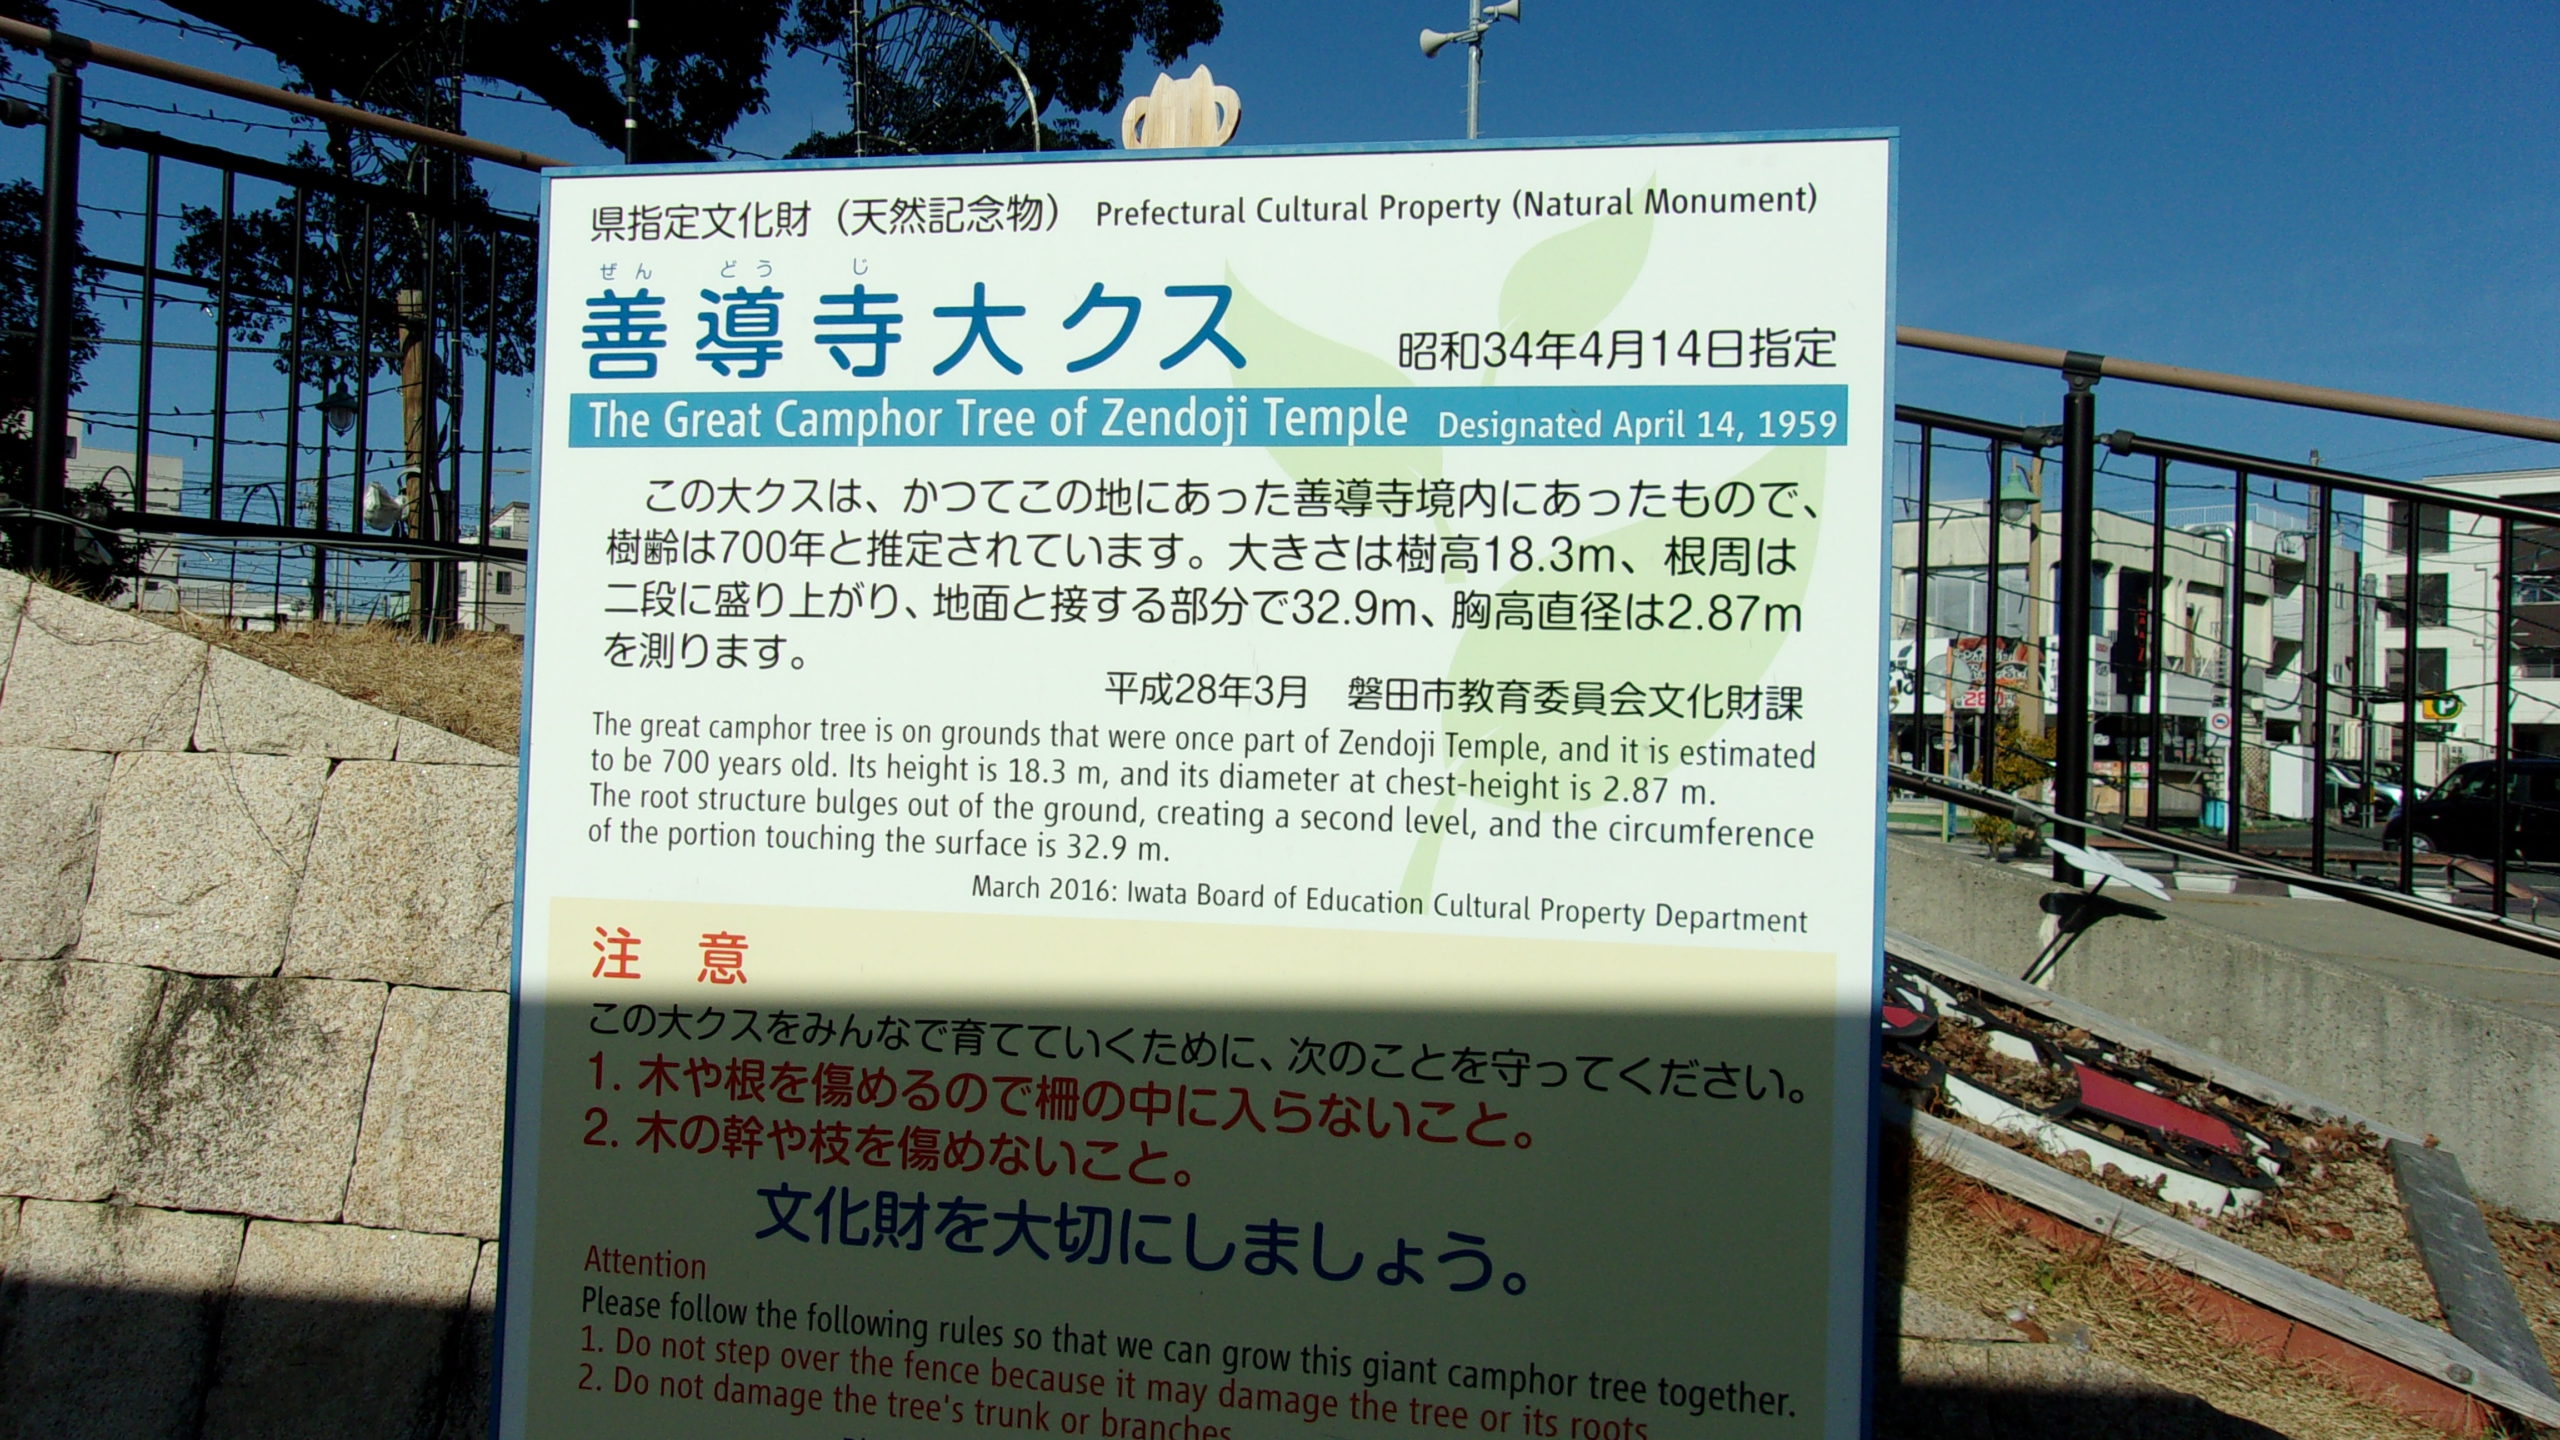 県指定文化財（天然記念物） Prefectural Cultural Property (Natural Monument)
ぜん どう じ
善導寺大クス 昭和34年4月14日指定
The Great Camphor Tree of Zendoji Temple Designated April 14, 1959
この大クスは、かつてこの地にあった善導寺境内にあったもので、
樹齢は700年と推定されています。大きさは樹高18.3m、根周は
二段に盛り上がり、地面と接する部分で32.9m、胸高直径は2.87m
を測ります。
平成28年3月 磐田市教育委員会文化財課
The great camphor tree is on grounds that were once part of Zendoji Temple, and it is estimated
to be 700 years old. Its height is 18.3 m, and its diameter at chest-height is 2.87 m.
The root structure bulges out of the ground, creating a second level, and the circumference
of the portion touching the surface is 32.9 m.
March 2016: Iwata Board of Education Cultural Property Department
注 意
この大クスをみんなで育てていくために、次のことを守ってください。
1. 木や根を傷めるので柵の中に入らないこと。
2. 木の幹や枝を傷めないこと。
文化財を大切にしましょう。
Attention
Please follow the following rules so that we can grow this giant camphor tree together.
1. Do not step over the fence because it may damage the tree or its roots
2. Do not damage the tree's trunk or branches